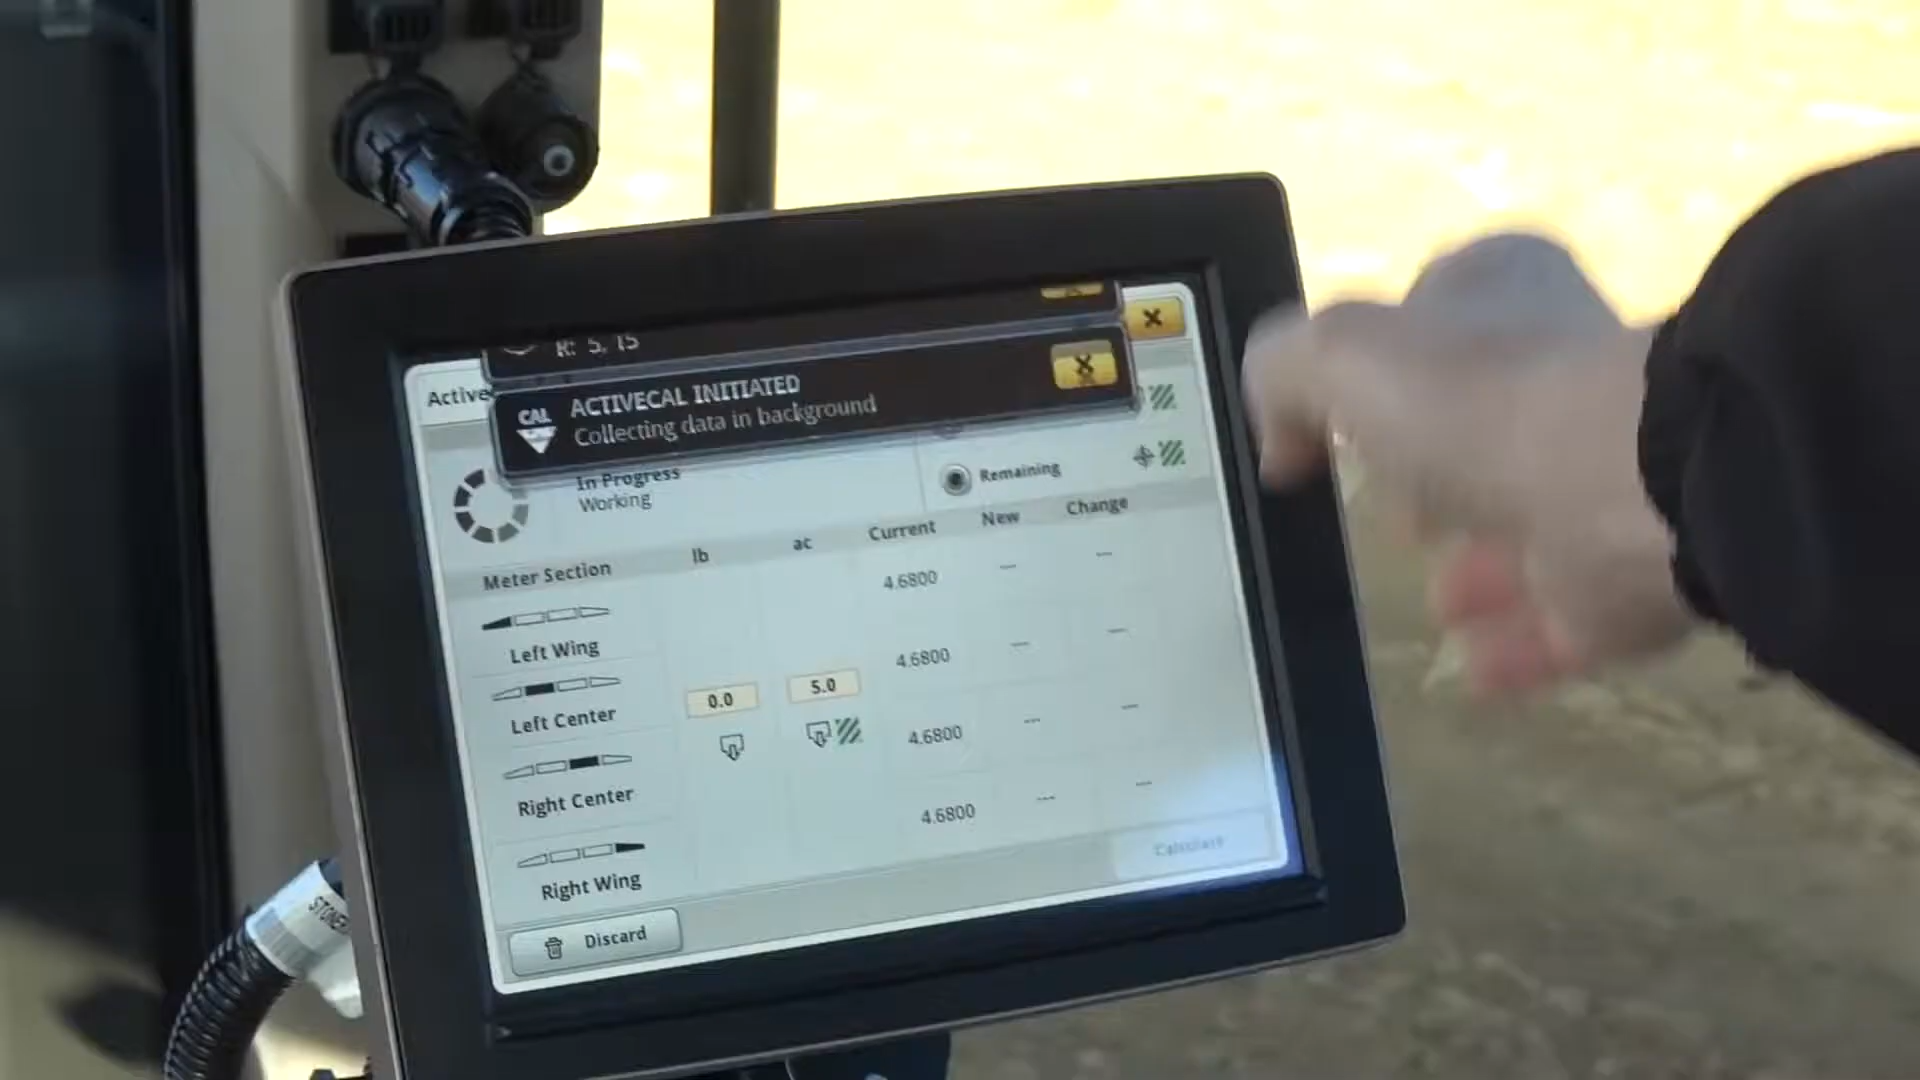 R: 5, 15
CAL
ACTIVECAL INITIATED
Collecting data in background
Active
In Progress
Working
Remaining
Meter Section
lb
ac
Current
New
Change
Left Wing
4.6800
---
---
Left Center
4.6800
---
---
0.0
5.0
Right Center
4.6800
---
---
Right Wing
4.6800
---
---
Discard
Calculate